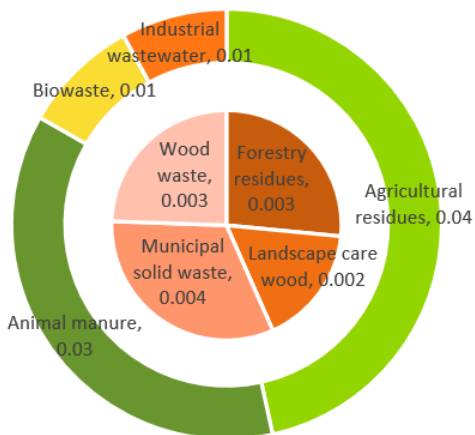 Industrial
wastewater, 0.01
Biowaste, 0.01
Wood
waste,
0.003
Forestry
residues,
0.003
Agricultural
residues, 0.04
Municipal
solid waste,
0.004
Landscape care
wood, 0.002
Animal manure,
0.03